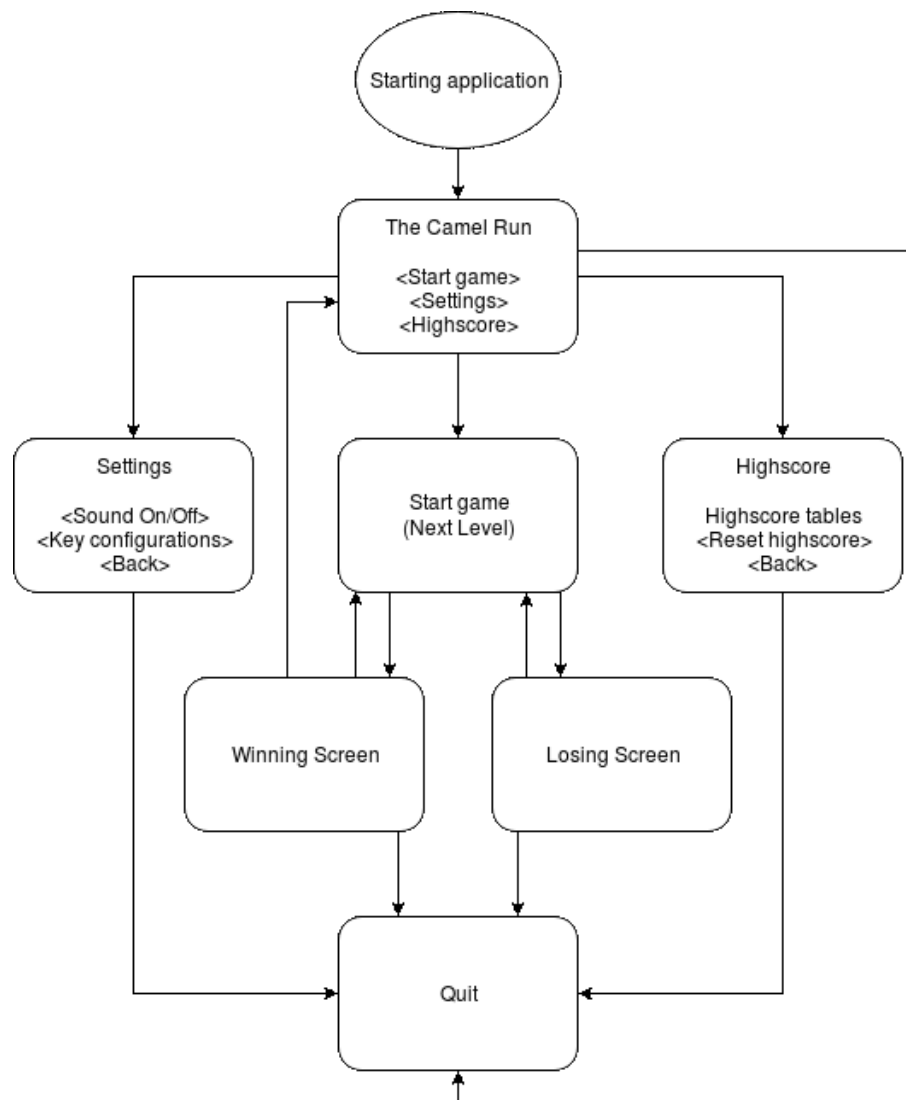 Starting application
The Camel Run
<Start game>
<Settings>
<Highscore>
Settings
<Sound On/Off>
<Key configurations>
<Back>
Start game
(Next Level)
Highscore
Highscore tables
<Reset highscore>
<Back>
Winning Screen
Losing Screen
Quit